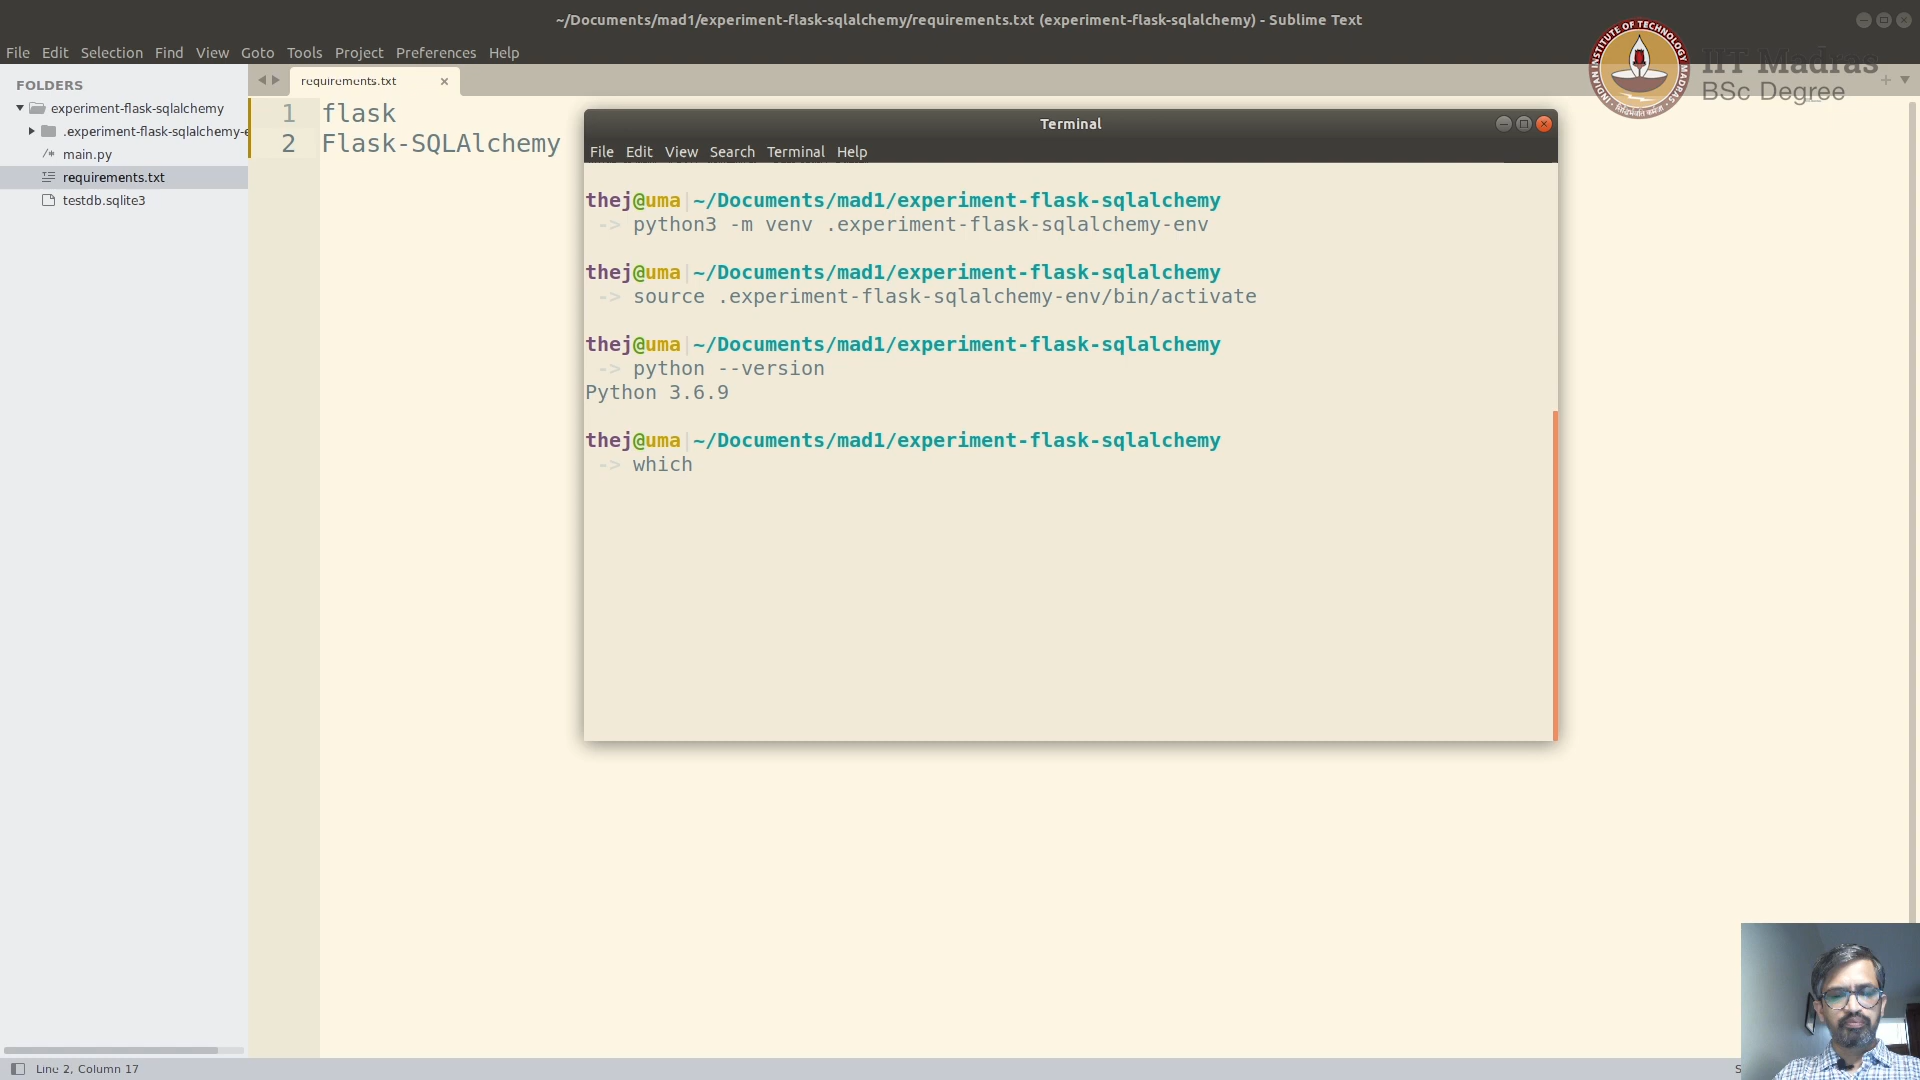 ~/Documents/mad1/experiment-flask-sqlalchemy/requirements.txt (experiment-flask-sqlalchemy) - Sublime Text
File Edit Selection Find View Goto Tools Project Preferences Help
IIT Madras
BSc Degree
INDIAN INSTITUTE OF TECHNOLOGY MADRAS
FOLDERS
experiment-flask-sqlalchemy
.experiment-flask-sqlalchemy-e
main.py
requirements.txt
testdb.sqlite3
requirements.txt
1 flask
2 Flask-SQLAlchemy
Terminal
File Edit View Search Terminal Help
thej@uma|~/Documents/mad1/experiment-flask-sqlalchemy
-> python3 -m venv .experiment-flask-sqlalchemy-env
thej@uma|~/Documents/mad1/experiment-flask-sqlalchemy
-> source .experiment-flask-sqlalchemy-env/bin/activate
thej@uma|~/Documents/mad1/experiment-flask-sqlalchemy
-> python --version
Python 3.6.9
thej@uma|~/Documents/mad1/experiment-flask-sqlalchemy
-> which
Line 2, Column 17